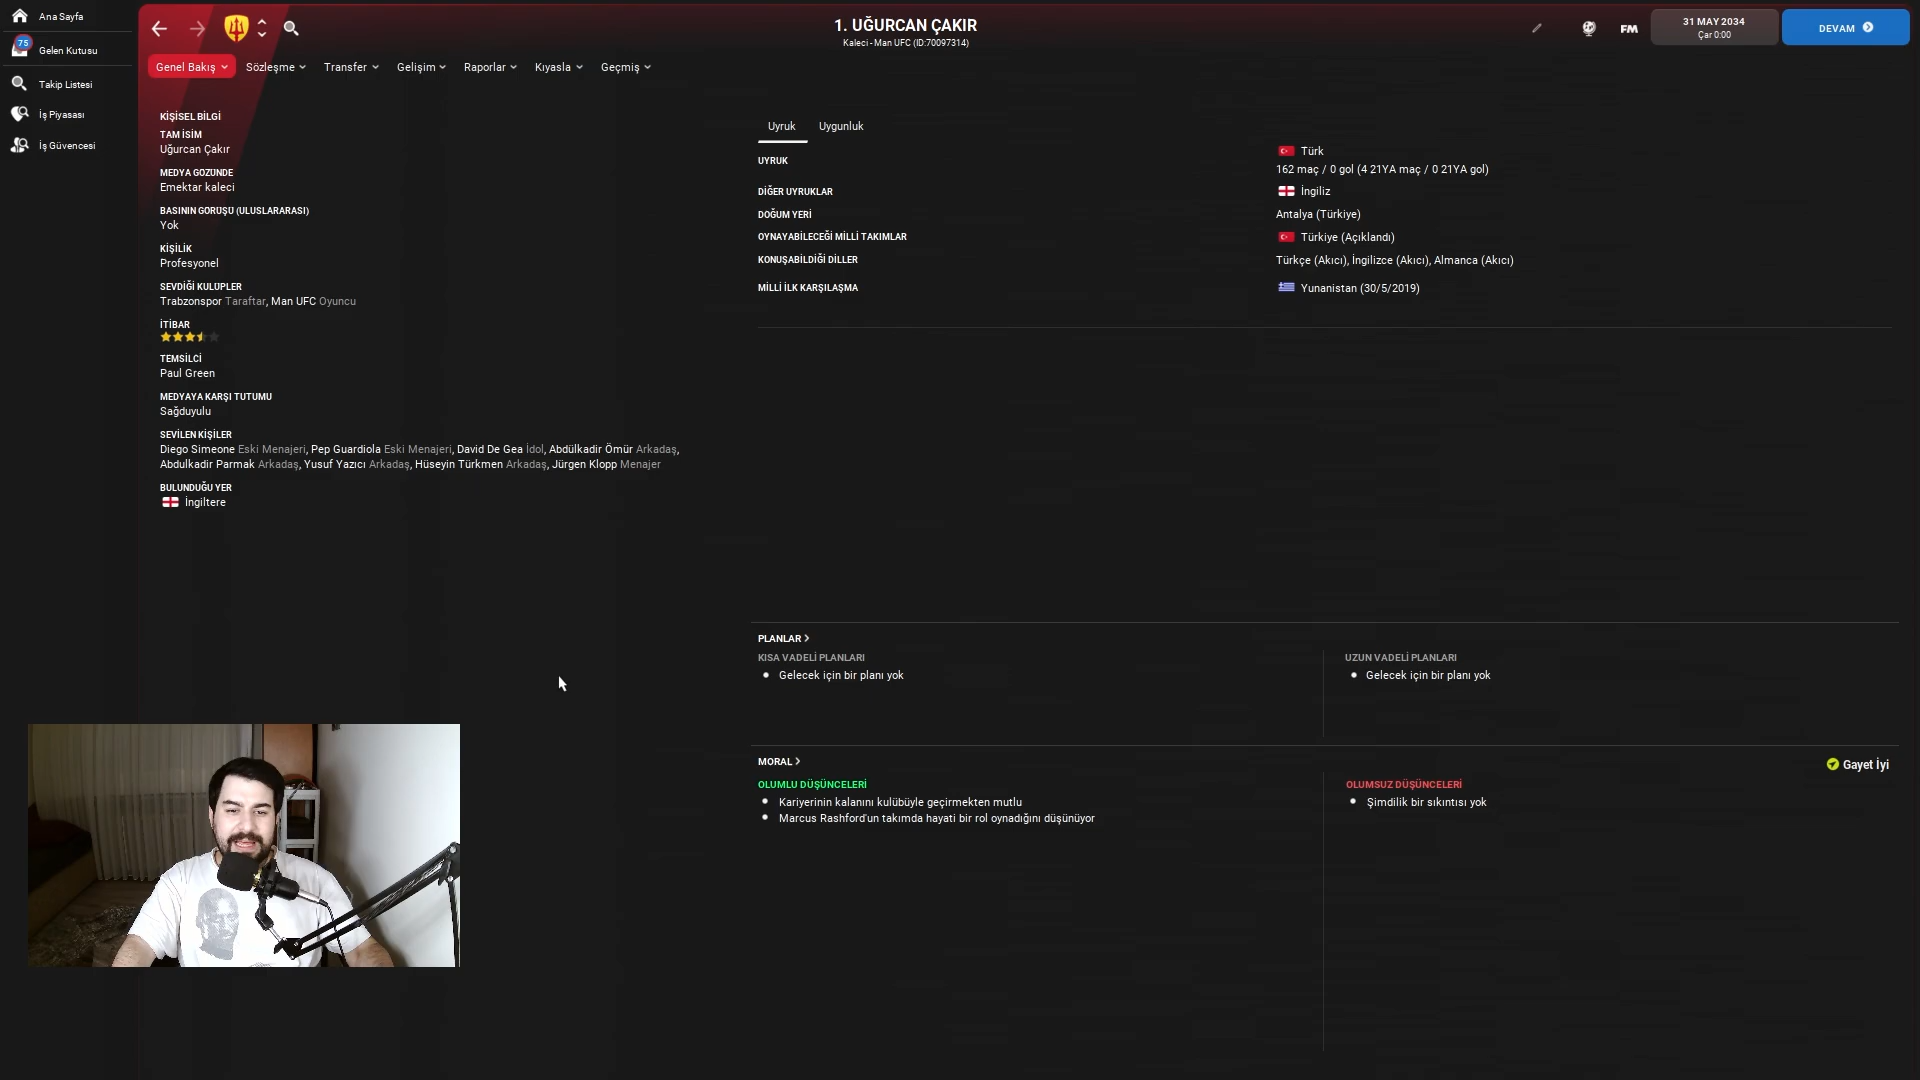 Ana Sayfa
75
Gelen Kutusu
Takip Listesi
İş Piyasası
İş Güvencesi
1. UĞURCAN ÇAKIR
Kaleci - Man UFC (ID:70097314)
FM
31 MAY 2034
Çar 0:00
DEVAM
Genel Bakış
Sözleşme
Transfer
Gelişim
Raporlar
Kıyasla
Geçmiş
KİŞİSEL BİLGİ
TAM İSİM
Uğurcan Çakır
MEDYA GÖZÜNDE
Emektar kaleci
BASININ GÖRÜŞÜ (ULUSLARARASI)
Yok
KİŞİLİK
Profesyonel
SEVDİĞİ KULÜPLER
Trabzonspor Taraftar, Man UFC Oyuncu
İTİBAR
TEMSİLCİ
Paul Green
MEDYAYA KARŞI TUTUMU
Sağduyulu
SEVİLEN KİŞİLER
Diego Simeone Eski Menajeri, Pep Guardiola Eski Menajeri, David De Gea İdol, Abdülkadir Ömür Arkadaş,
Abdulkadir Parmak Arkadaş, Yusuf Yazıcı Arkadaş, Hüseyin Türkmen Arkadaş, Jürgen Klopp Menajer
BULUNDUĞU YER
İngiltere
Uyruk
Uygunluk
UYRUK
Türk
162 maç / 0 gol (4 21YA maç / 0 21YA gol)
DİĞER UYRUKLAR
İngiliz
DOĞUM YERİ
Antalya (Türkiye)
OYNAYABİLECEĞİ MİLLİ TAKIMLAR
Türkiye (Açıklandı)
KONUŞABİLDİĞİ DİLLER
Türkçe (Akıcı), İngilizce (Akıcı), Almanca (Akıcı)
MİLLİ İLK KARŞILAŞMA
Yunanistan (30/5/2019)
PLANLAR
KISA VADELİ PLANLARI
Gelecek için bir planı yok
UZUN VADELİ PLANLARI
Gelecek için bir planı yok
MORAL
Gayet İyi
OLUMLU DÜŞÜNCELERİ
Kariyerinin kalanını kulübüyle geçirmekten mutlu
Marcus Rashford'un takımda hayati bir rol oynadığını düşünüyor
OLUMSUZ DÜŞÜNCELERİ
Şimdilik bir sıkıntısı yok